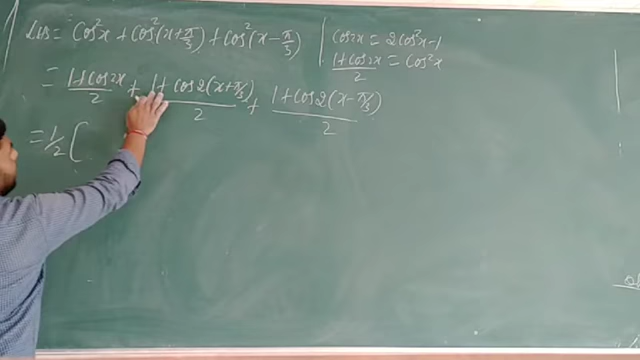 LHS = Cos²x + Cos²(x+π/3) + Cos²(x-π/3)
= (1+Cos2x)/2 + (1+Cos2(x+π/3))/2 + (1+Cos2(x-π/3))/2
= 1/2 [
Cos2x = 2Cos²x-1
(1+Cos2x)/2 = Cos²x